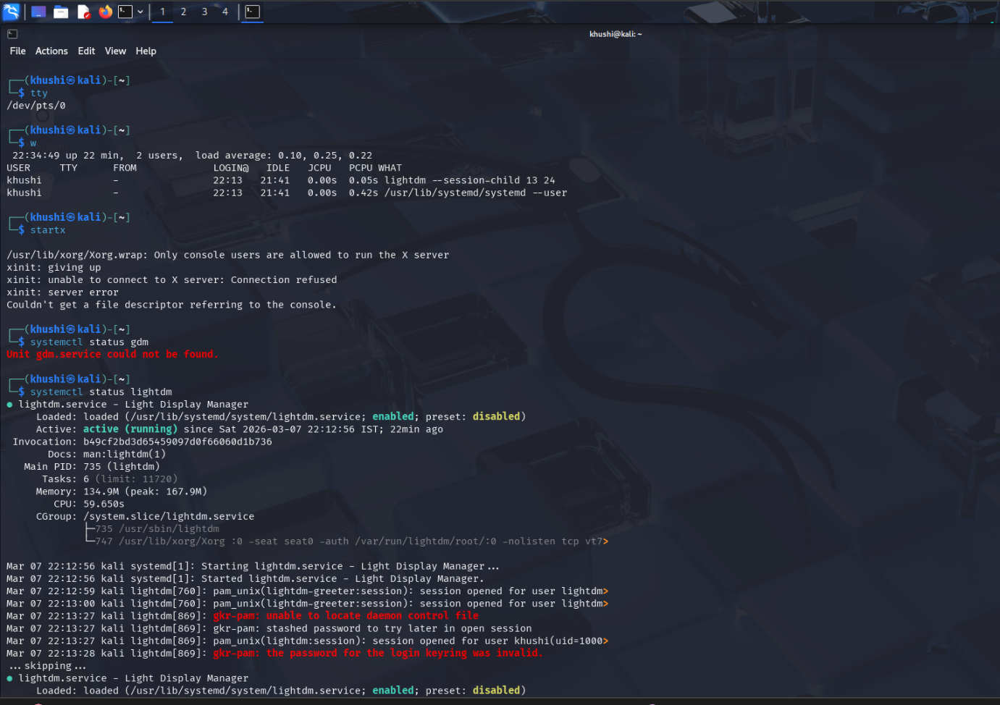 1 2 3 4
khushi@kali: ~
File Actions Edit View Help
┌──(khushi㉿kali)-[~]
└─$ tty
/dev/pts/0
┌──(khushi㉿kali)-[~]
└─$ w
 22:34:49 up 22 min,  2 users,  load average: 0.10, 0.25, 0.22
USER     TTY      FROM             LOGIN@   IDLE   JCPU   PCPU WHAT
khushi            -                22:13   21:41   0.00s  0.05s lightdm --session-child 13 24
khushi            -                22:13   21:41   0.00s  0.42s /usr/lib/systemd/systemd --user
┌──(khushi㉿kali)-[~]
└─$ startx
/usr/lib/xorg/Xorg.wrap: Only console users are allowed to run the X server
xinit: giving up
xinit: unable to connect to X server: Connection refused
xinit: server error
Couldn't get a file descriptor referring to the console.
┌──(khushi㉿kali)-[~]
└─$ systemctl status gdm
Unit gdm.service could not be found.
┌──(khushi㉿kali)-[~]
└─$ systemctl status lightdm
● lightdm.service - Light Display Manager
     Loaded: loaded (/usr/lib/systemd/system/lightdm.service; enabled; preset: disabled)
     Active: active (running) since Sat 2026-03-07 22:12:56 IST; 22min ago
 Invocation: b49cf2bd3d65459097d0f66060d1b736
       Docs: man:lightdm(1)
   Main PID: 735 (lightdm)
      Tasks: 6 (limit: 11720)
     Memory: 134.9M (peak: 167.9M)
        CPU: 59.650s
     CGroup: /system.slice/lightdm.service
             ├─735 /usr/sbin/lightdm
             └─747 /usr/lib/xorg/Xorg :0 -seat seat0 -auth /var/run/lightdm/root/:0 -nolisten tcp vt7>
Mar 07 22:12:56 kali systemd[1]: Starting lightdm.service - Light Display Manager...
Mar 07 22:12:56 kali systemd[1]: Started lightdm.service - Light Display Manager.
Mar 07 22:12:59 kali lightdm[760]: pam_unix(lightdm-greeter:session): session opened for user lightdm>
Mar 07 22:13:00 kali lightdm[760]: pam_unix(lightdm-greeter:session): session opened for user lightdm>
Mar 07 22:13:27 kali lightdm[869]: gkr-pam: unable to locate daemon control file
Mar 07 22:13:27 kali lightdm[869]: gkr-pam: stashed password to try later in open session
Mar 07 22:13:27 kali lightdm[869]: pam_unix(lightdm:session): session opened for user khushi(uid=1000>
Mar 07 22:13:28 kali lightdm[869]: gkr-pam: the password for the login keyring was invalid.
...skipping...
● lightdm.service - Light Display Manager
     Loaded: loaded (/usr/lib/systemd/system/lightdm.service; enabled; preset: disabled)